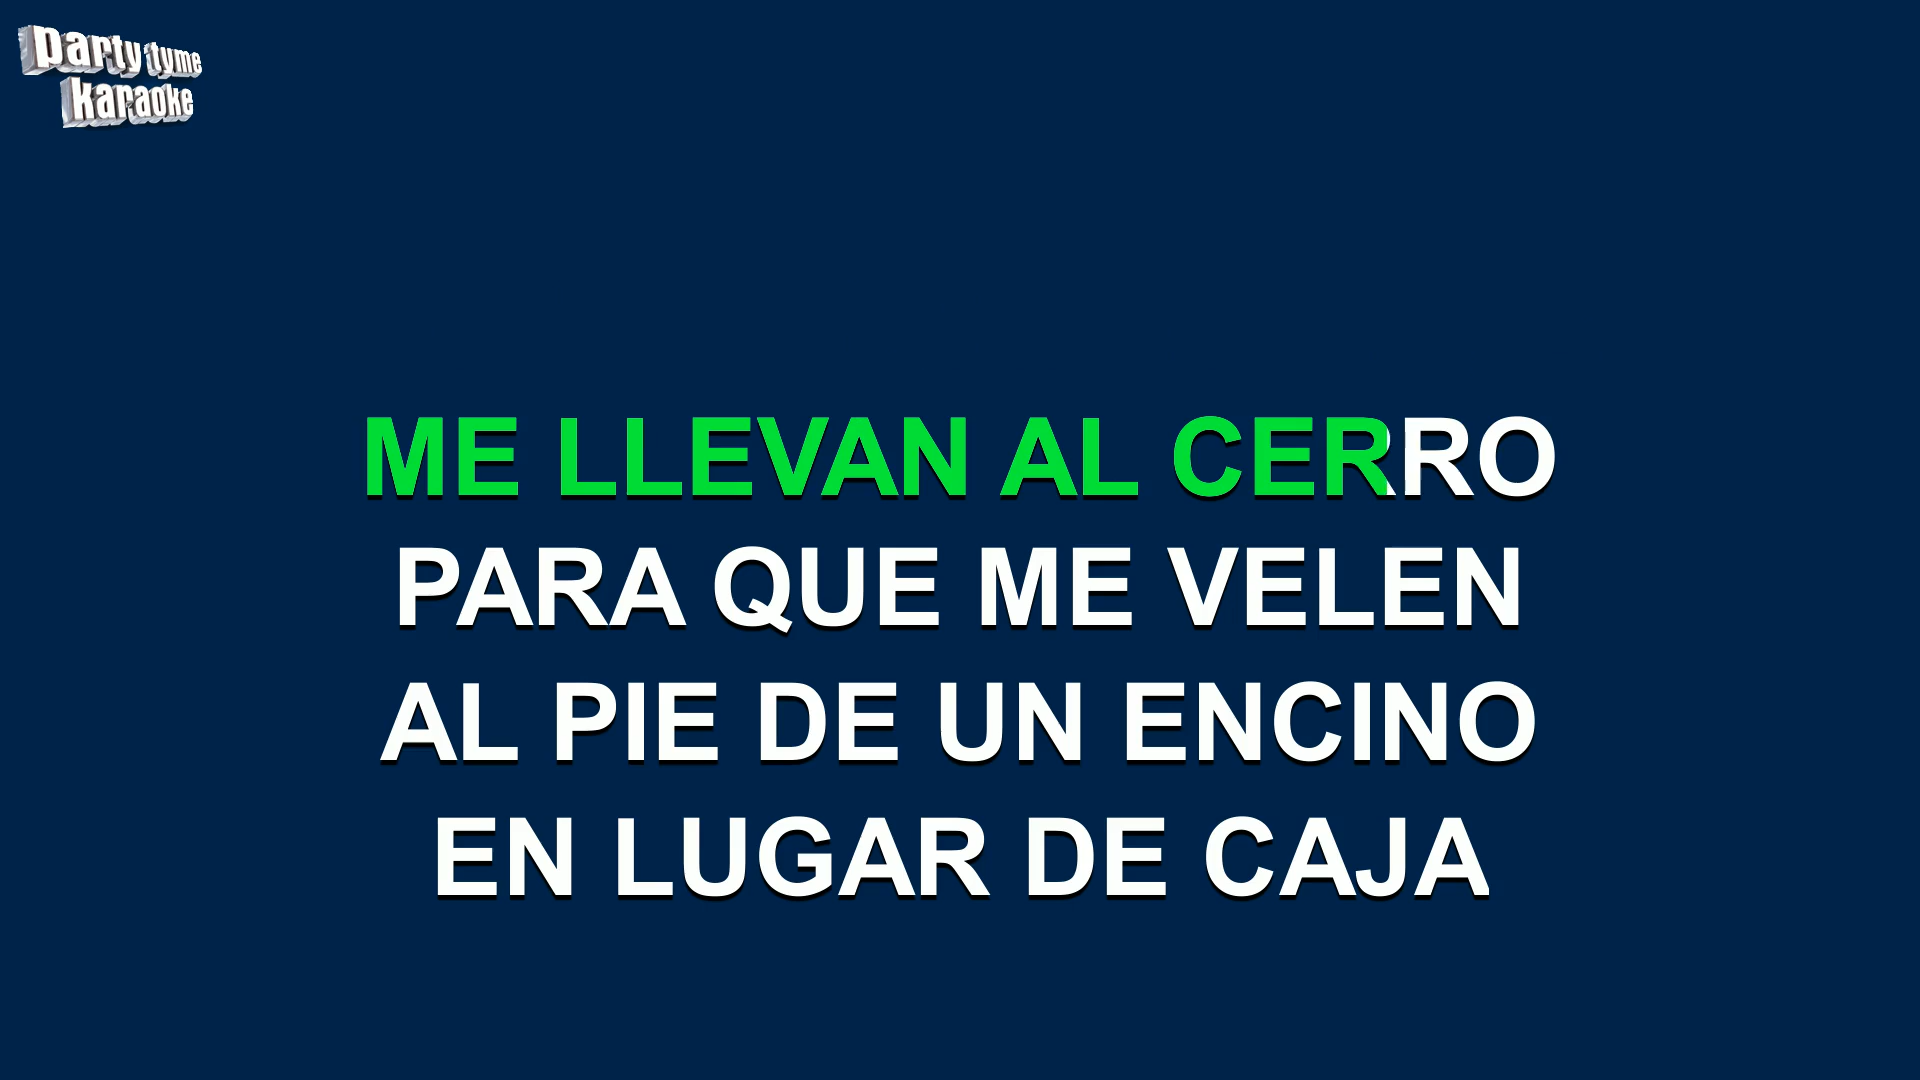 party tyme
karaoke
ME LLEVAN AL CERRO
PARA QUE ME VELEN
AL PIE DE UN ENCINO
EN LUGAR DE CAJA